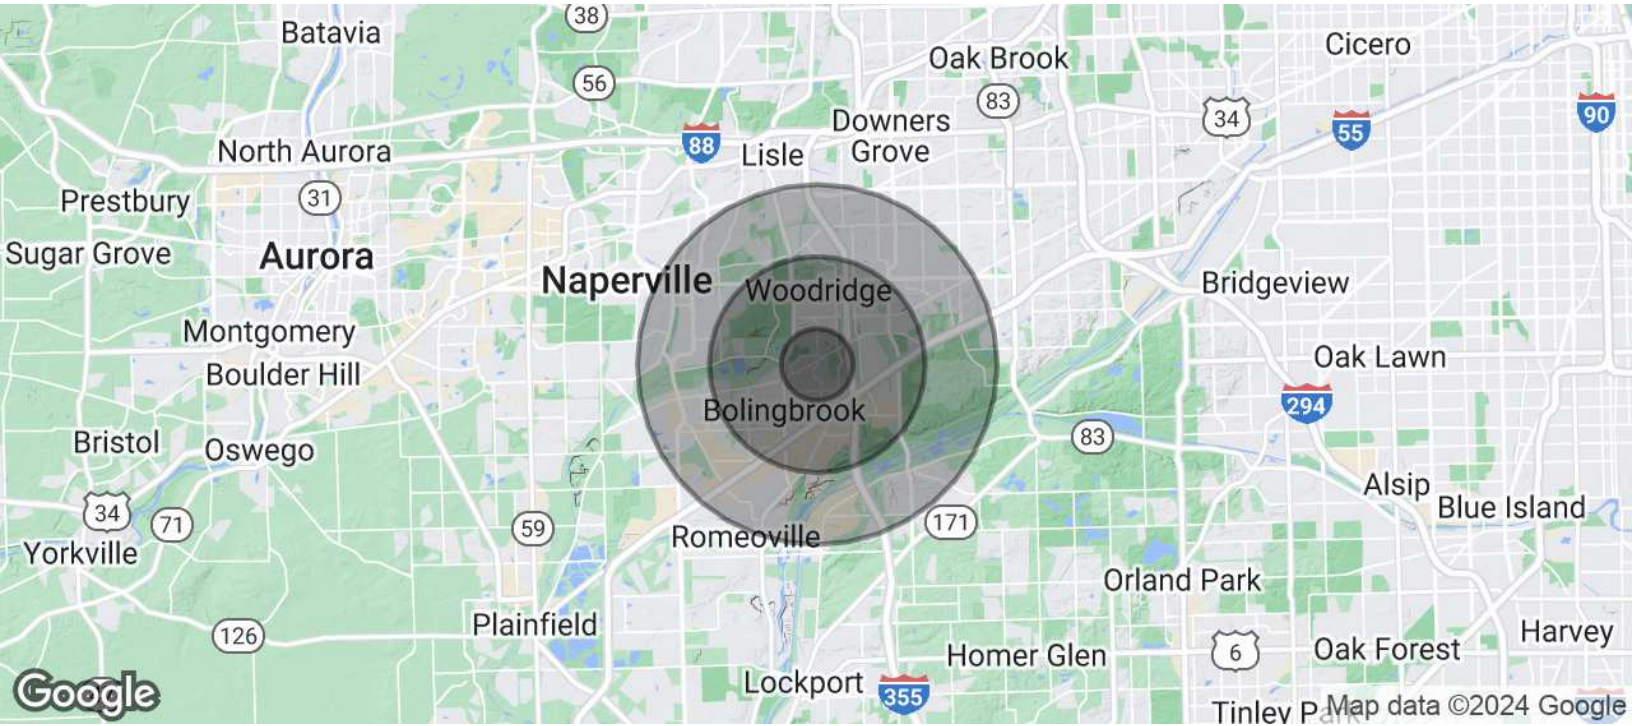 38
Batavia
Cicero
Oak Brook
56
83
90
34
55
Downers
Grove
88
Lisle
North Aurora
31
Prestbury
Sugar Grove
Aurora
Naperville
Woodridge
Bridgeview
Montgomery
Boulder Hill
Oak Lawn
294
Bolingbrook
83
Bristol
Oswego
Alsip
34
71
59
171
Blue Island
Romeoville
Yorkville
Orland Park
Plainfield
126
Harvey
Homer Glen
6
Oak Forest
Lockport
355
Google
Tinley Park
Map data ©2024 Google